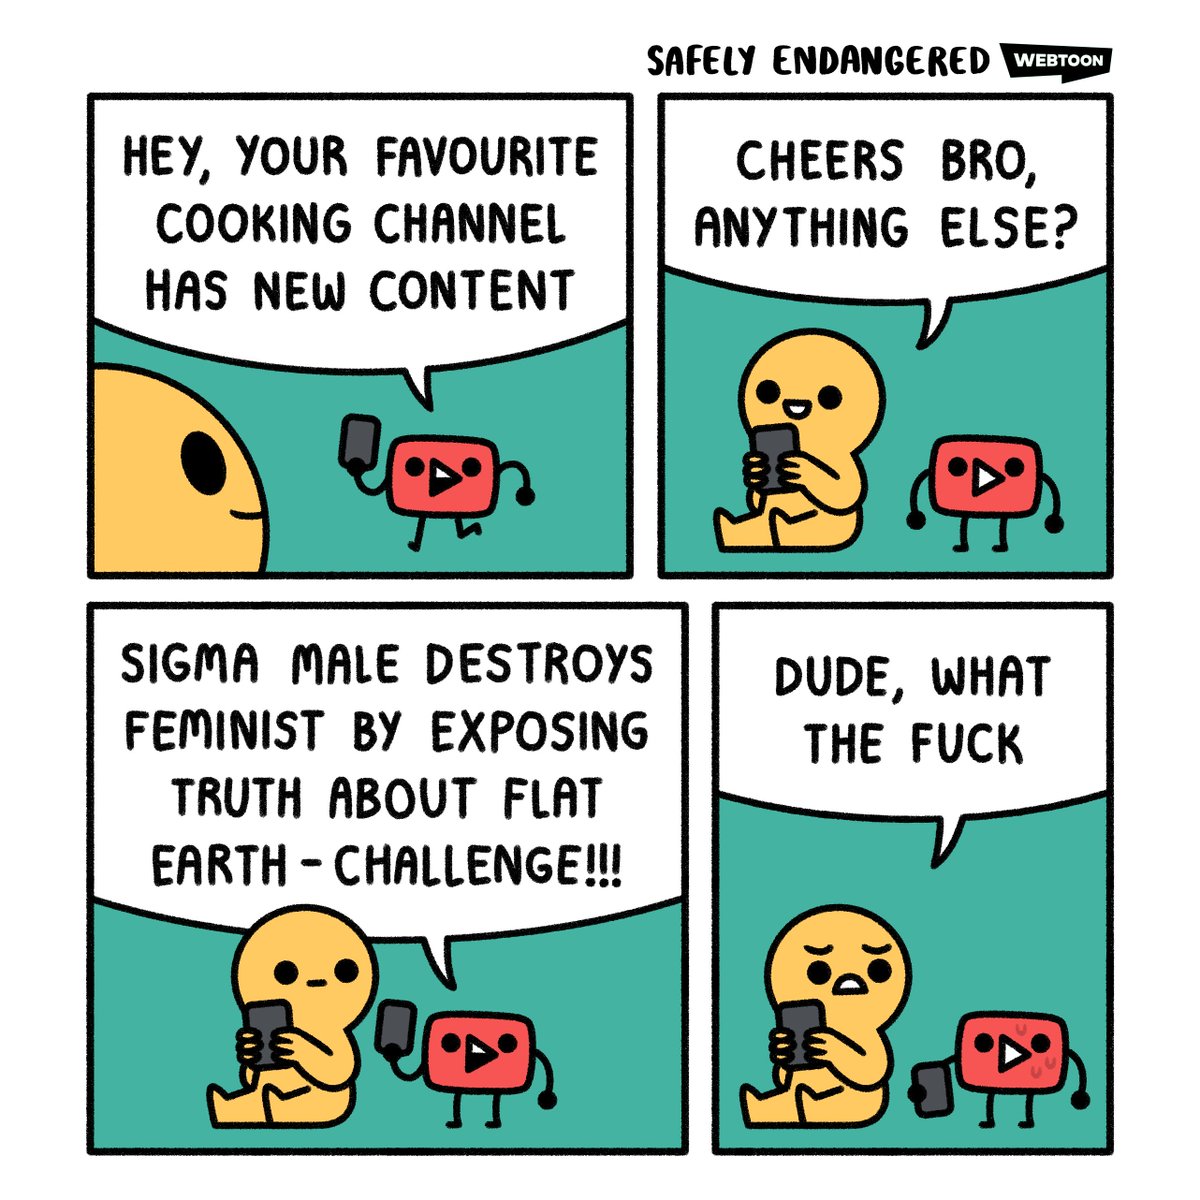 SAFELY ENDANGERED WEBTOON
HEY, YOUR FAVOURITE
COOKING CHANNEL
HAS NEW CONTENT
CHEERS BRO,
ANYTHING ELSE?
SIGMA MALE DESTROYS
FEMINIST BY EXPOSING
TRUTH ABOUT FLAT
EARTH - CHALLENGE!!!
DUDE, WHAT
THE FUCK